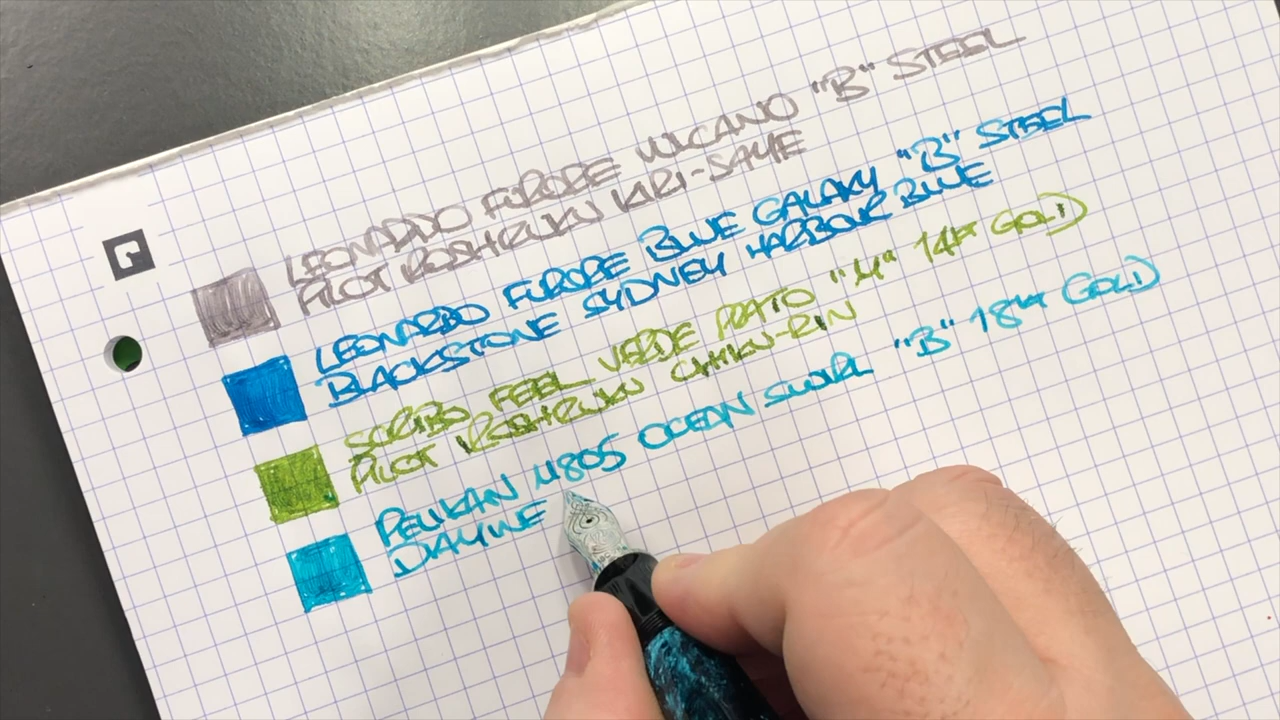 LEONARDO FURORE VULCANO "B" STEEL
PILOT IROSHIZUKU KIRI-SAME
LEONARDO FURORE BLUE GALAXY "B" STEEL
BLACKSTONE SYDNEY HARBOUR BLUE
SCRIBO FEEL VERDE PRATO "M" 14kt GOLD
PILOT IROSHIZUKU CHIKU-RIN
PELIKAN M805 OCEAN SWIRL "B" 18kt GOLD
DIAMINE